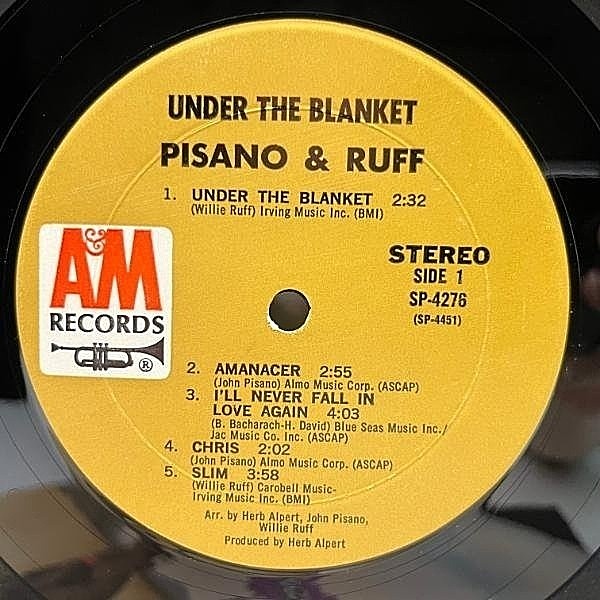 UNDER THE BLANKET
PISANO & RUFF
1. UNDER THE BLANKET 2:32
(Willie Ruff) Irving Music Inc. (BMI)
A&M
RECORDS
®
STEREO
SIDE 1
SP-4276
(SP-4451)
2. AMANACER 2:55
(John Pisano) Almo Music Corp. (ASCAP)
3. I'LL NEVER FALL IN
LOVE AGAIN 4:03
(B. Bacharach-H. David) Blue Seas Music Inc./
Jac Music Co. Inc. (ASCAP)
4. CHRIS 2:02
(John Pisano) Almo Music Corp. (ASCAP)
5. SLIM 3:58
(Willie Ruff) Carobell Music-
Irving Music Inc. (BMI)
Arr. by Herb Alpert, John Pisano,
Willie Ruff
Produced by Herb Alpert